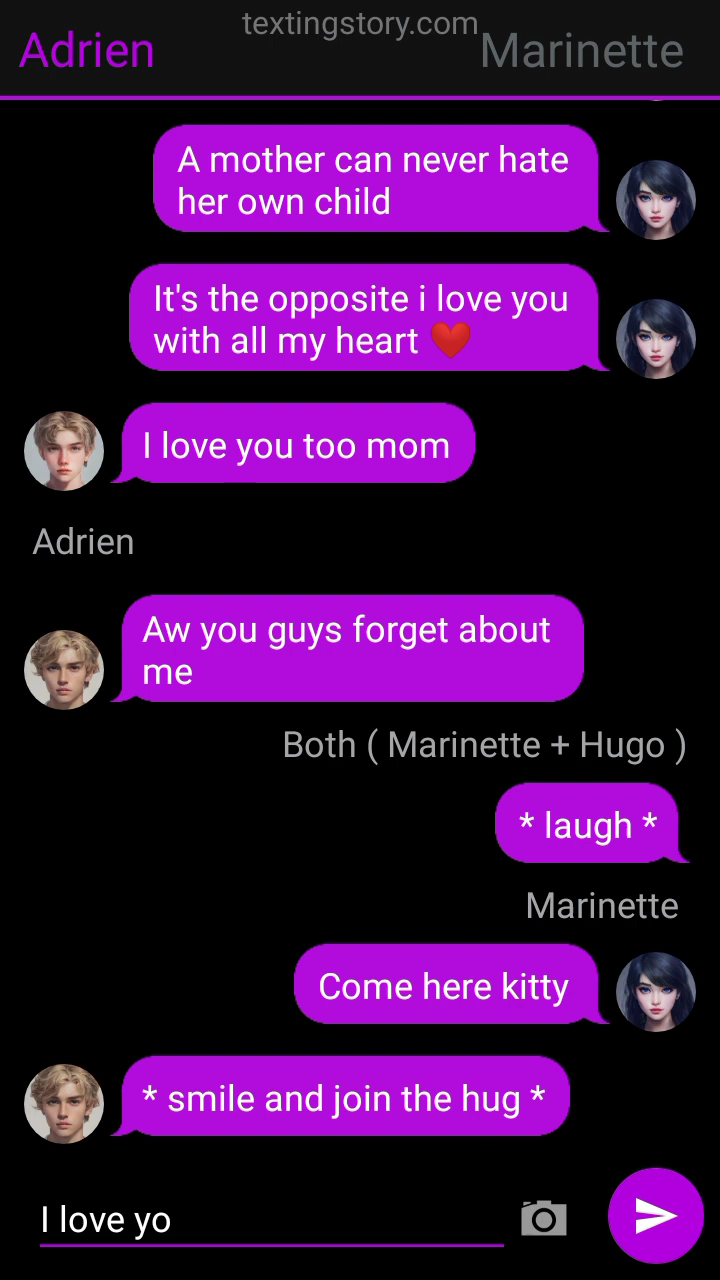 textingstory.com
Adrien
Marinette
A mother can never hate
her own child
It's the opposite i love you
with all my heart ❤️
I love you too mom
Adrien
Aw you guys forget about
me
Both ( Marinette + Hugo )
* laugh *
Marinette
Come here kitty
* smile and join the hug *
I love yo